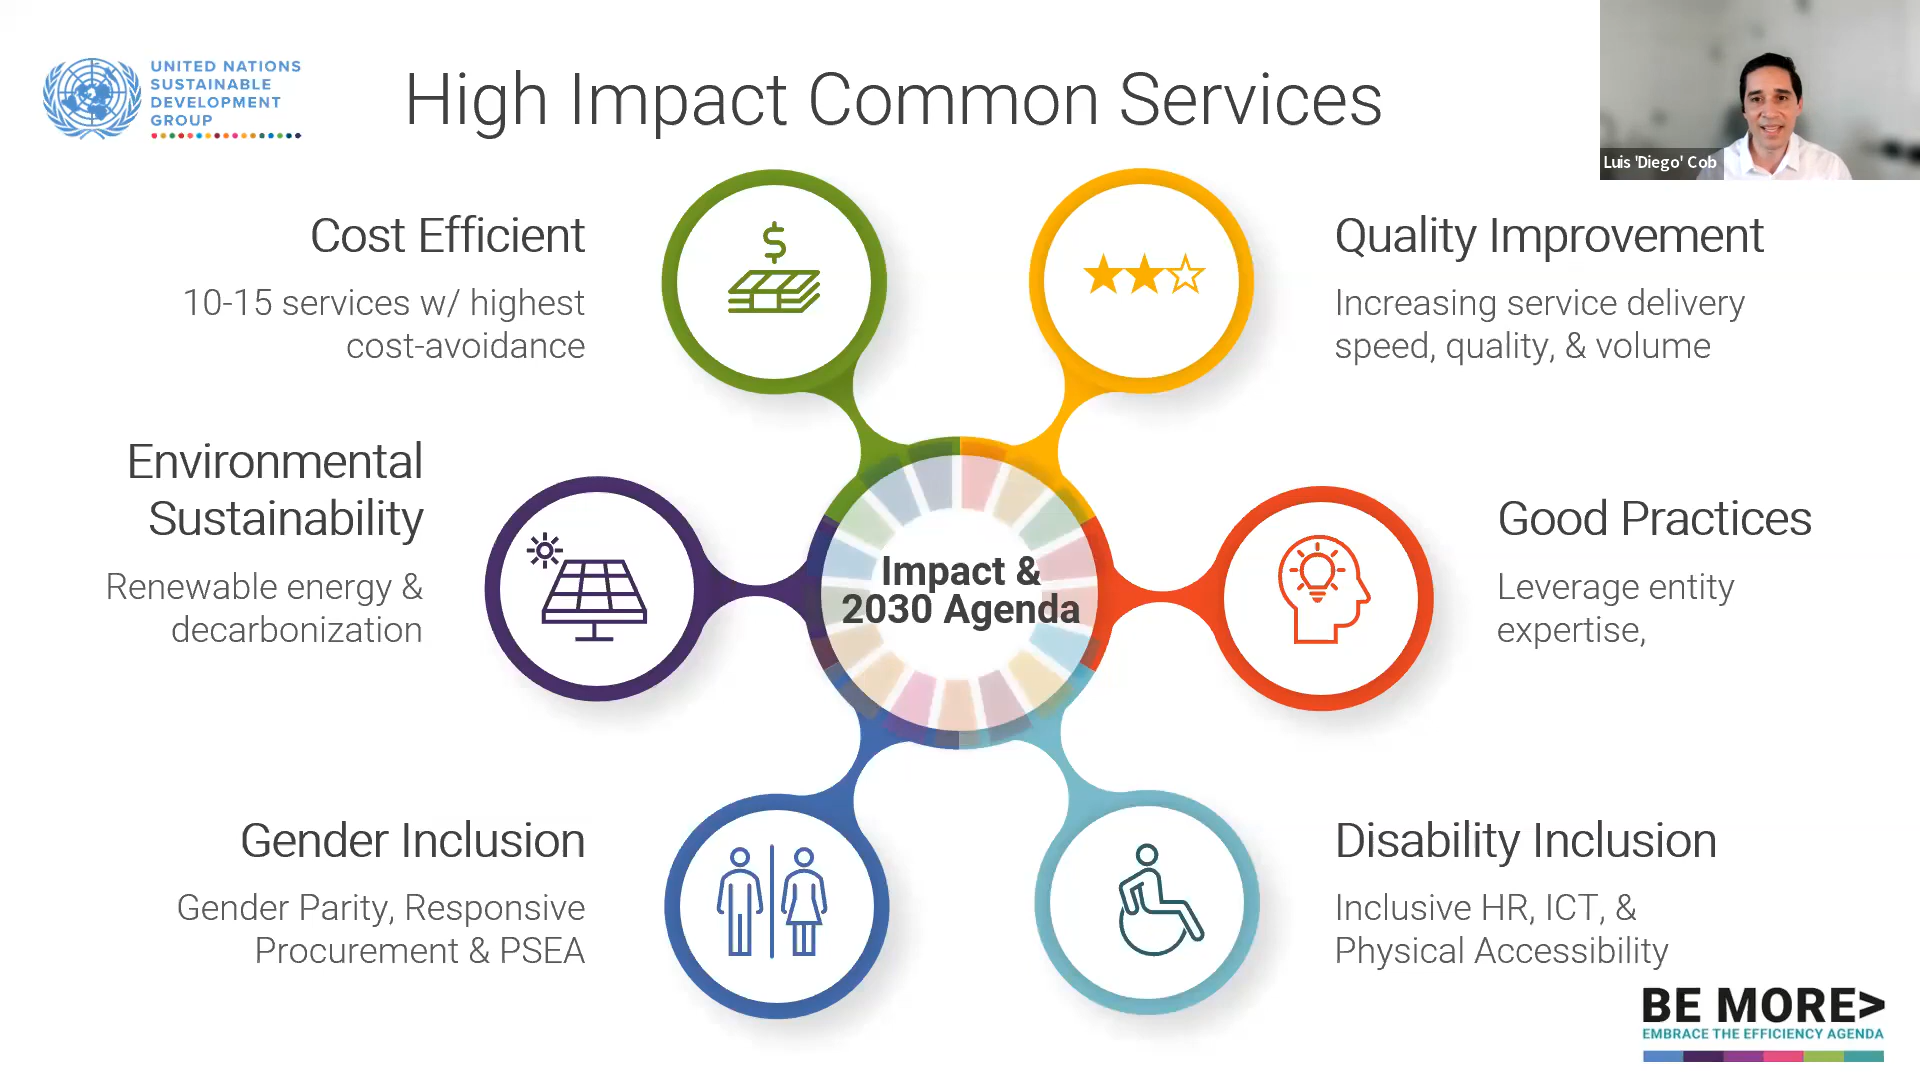 UNITED NATIONS
SUSTAINABLE
DEVELOPMENT
GROUP
High Impact Common Services
Luis 'Diego' Cob
Cost Efficient
10-15 services w/ highest
cost-avoidance
Quality Improvement
Increasing service delivery
speed, quality, & volume
Environmental
Sustainability
Renewable energy &
decarbonization
Impact &
2030 Agenda
Good Practices
Leverage entity
expertise,
Gender Inclusion
Gender Parity, Responsive
Procurement & PSEA
Disability Inclusion
Inclusive HR, ICT, &
Physical Accessibility
BE MORE>
EMBRACE THE EFFICIENCY AGENDA